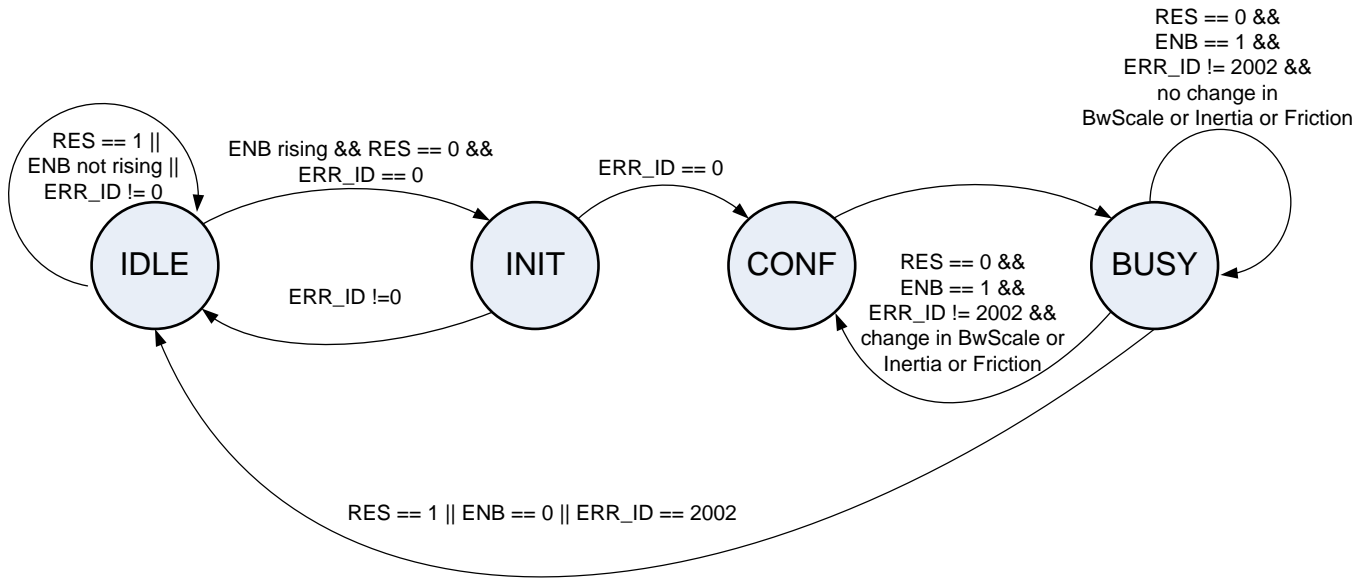 RES == 0 &&
ENB == 1 &&
ERR_ID != 2002 &&
no change in
BwScale or Inertia or Friction
RES == 1 ||
ENB not rising ||
ERR_ID != 0
ENB rising && RES == 0 &&
ERR_ID == 0
ERR_ID == 0
IDLE
INIT
CONF
BUSY
RES == 0 &&
ENB == 1 &&
ERR_ID != 2002 &&
change in BwScale or
Inertia or Friction
ERR_ID !=0
RES == 1 || ENB == 0 || ERR_ID == 2002